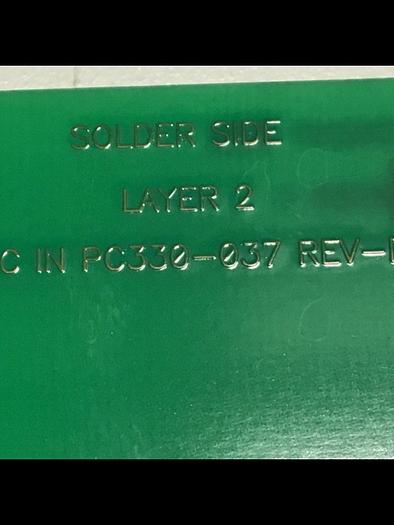 SOLDER SIDE
LAYER 2
C IN PC330-037 REV-